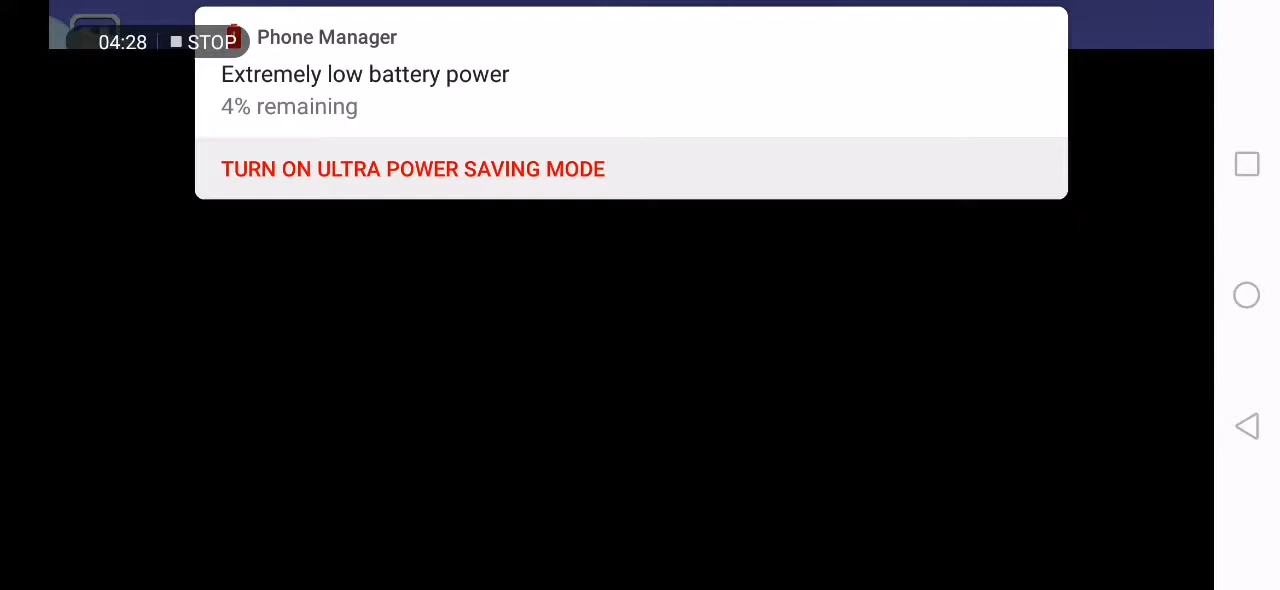 04:28 STOP Phone Manager
Extremely low battery power
4% remaining
TURN ON ULTRA POWER SAVING MODE